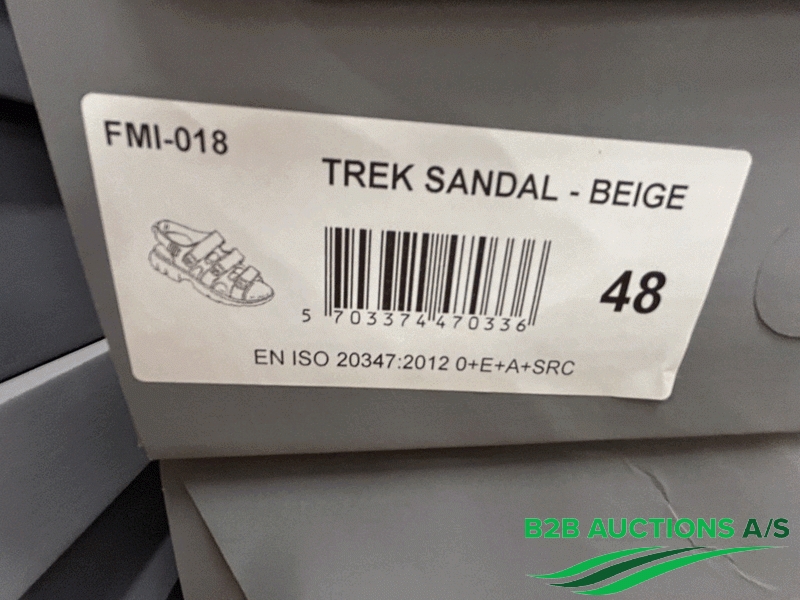 FMI-018
TREK SANDAL - BEIGE
48
5 703374 470336
EN ISO 20347:2012 0+E+A+SRC
B2B AUCTIONS A/S